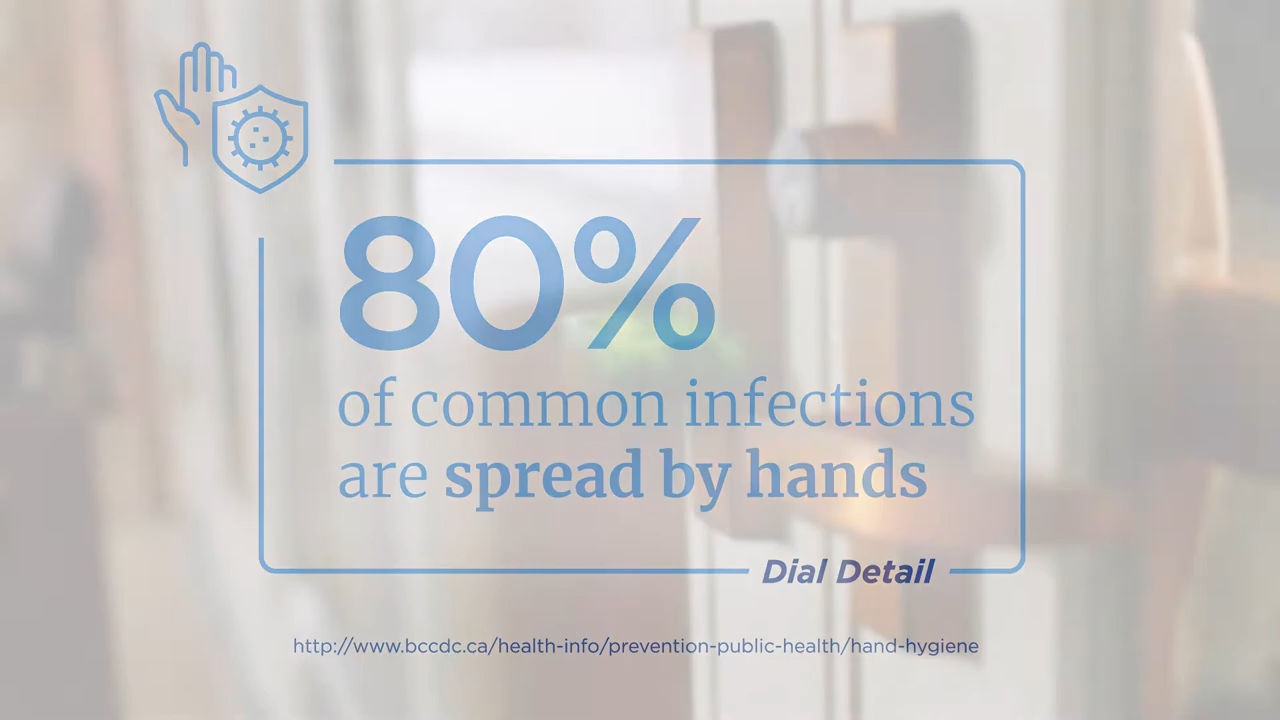 80%
of common infections
are spread by hands
Dial Detail
http://www.bccdc.ca/health-info/prevention-public-health/hand-hygiene